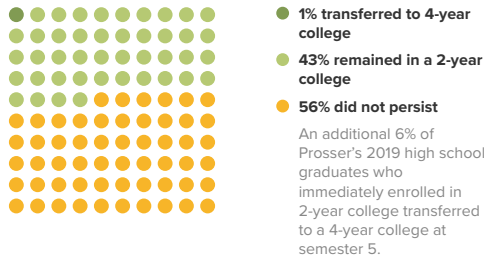 1% transferred to 4-year
college
43% remained in a 2-year
college
56% did not persist
An additional 6% of
Prosser's 2019 high school
graduates who
immediately enrolled in
2-year college transferred
to a 4-year college at
semester 5.